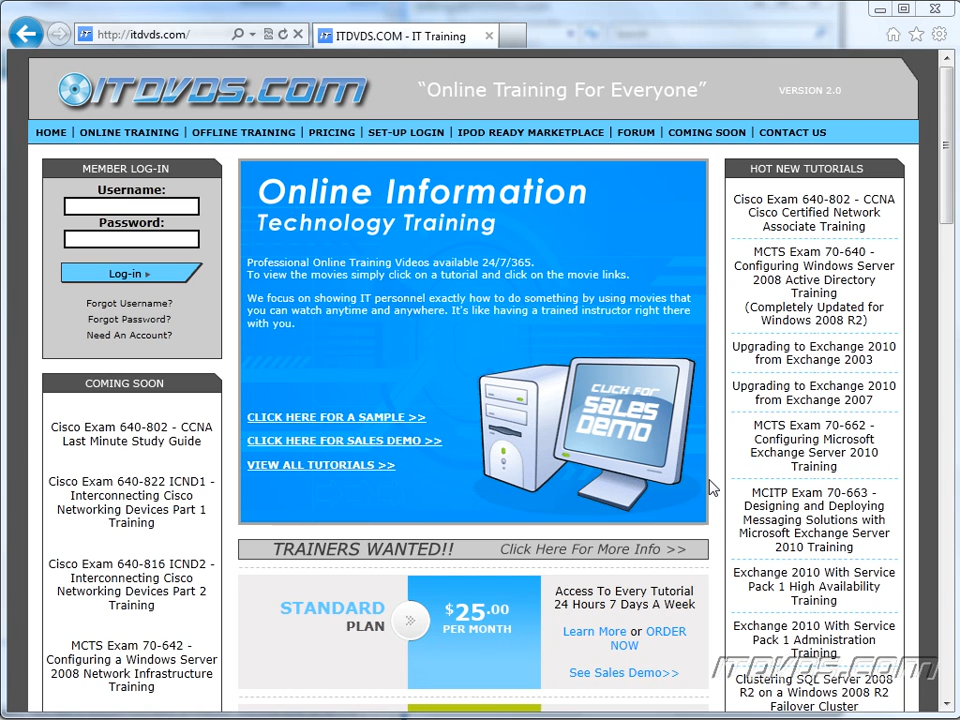 http://itdvds.com/
ITDVDS.COM - IT Training
ITDVDS.COM
“Online Training For Everyone”
VERSION 2.0
HOME | ONLINE TRAINING | OFFLINE TRAINING | PRICING | SET-UP LOGIN | IPOD READY MARKETPLACE | FORUM | COMING SOON | CONTACT US
MEMBER LOG-IN
Username:
Password:
Log-in
Forgot Username?
Forgot Password?
Need An Account?
COMING SOON
Cisco Exam 640-802 - CCNA
Last Minute Study Guide
Cisco Exam 640-822 ICND1 -
Interconnecting Cisco
Networking Devices Part 1
Training
Cisco Exam 640-816 ICND2 -
Interconnecting Cisco
Networking Devices Part 2
Training
MCTS Exam 70-642 -
Configuring a Windows Server
2008 Network Infrastructure
Training
Online Information
Technology Training
Professional Online Training Videos available 24/7/365.
To view the movies simply click on a tutorial and click on the movie links.
We focus on showing IT personnel exactly how to do something by using movies that
you can watch anytime and anywhere. It's like having a trained instructor right there
with you.
CLICK HERE FOR A SAMPLE >>
CLICK HERE FOR SALES DEMO >>
VIEW ALL TUTORIALS >>
CLICK FOR
SALES
DEMO
TRAINERS WANTED!!
Click Here For More Info >>
STANDARD
PLAN
$25.00
PER MONTH
Access To Every Tutorial
24 Hours 7 Days A Week
Learn More or ORDER
NOW
See Sales Demo>>
HOT NEW TUTORIALS
Cisco Exam 640-802 - CCNA
Cisco Certified Network
Associate Training
MCTS Exam 70-640 -
Configuring Windows Server
2008 Active Directory
Training
(Completely Updated for
Windows 2008 R2)
Upgrading to Exchange 2010
from Exchange 2003
Upgrading to Exchange 2010
from Exchange 2007
MCTS Exam 70-662 -
Configuring Microsoft
Exchange Server 2010
Training
MCITP Exam 70-663 -
Designing and Deploying
Messaging Solutions with
Microsoft Exchange Server
2010 Training
Exchange 2010 With Service
Pack 1 High Availability
Training
Exchange 2010 With Service
Pack 1 Administration
Training
Clustering SQL Server 2008
R2 on a Windows 2008 R2
Failover Cluster
ITDVDS.COM